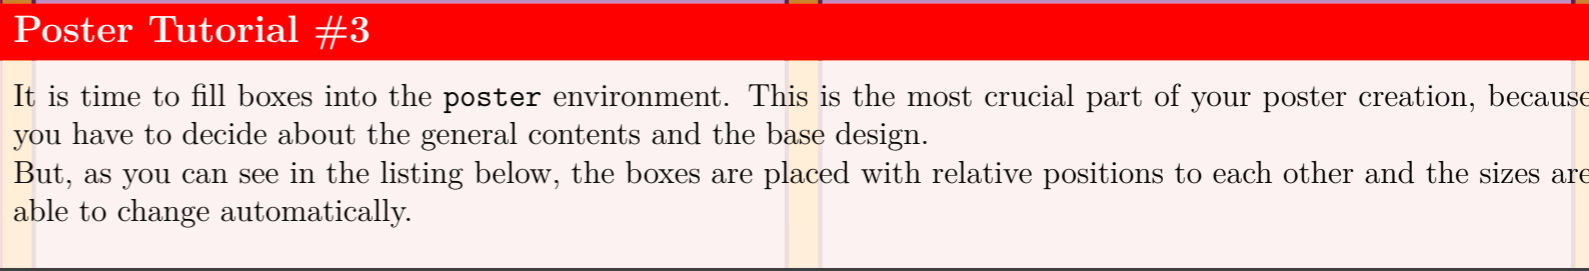 Poster Tutorial #3
It is time to fill boxes into the poster environment. This is the most crucial part of your poster creation, because
you have to decide about the general contents and the base design.
But, as you can see in the listing below, the boxes are placed with relative positions to each other and the sizes are
able to change automatically.